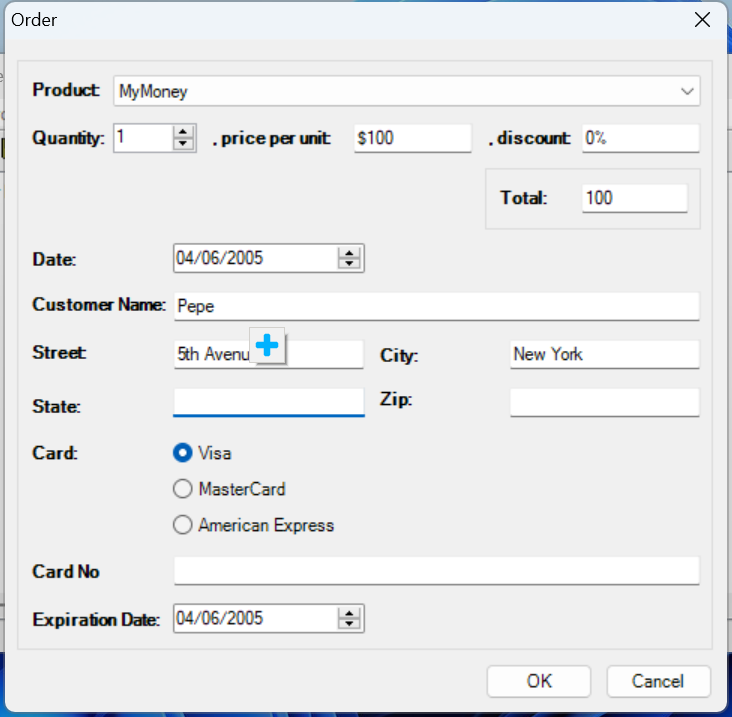 Order
Product: MyMoney
Quantity: 1 , price per unit: $100 , discount: 0%
Total: 100
Date: 04/06/2005
Customer Name: Pepe
Street: 5th Avenu City: New York
State: Zip:
Card: Visa
MasterCard
American Express
Card No
Expiration Date: 04/06/2005
OK Cancel